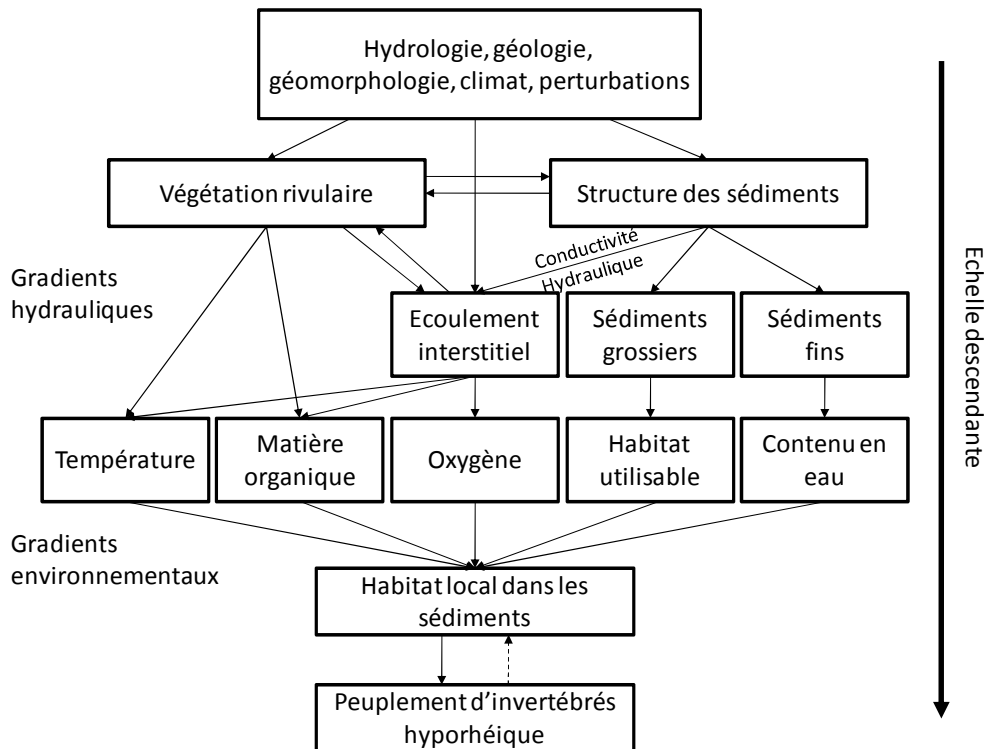 Hydrologie, géologie,
géomorphologie, climat, perturbations
Végétation rivulaire
Structure des sédiments
Conductivité
Hydraulique
Gradients
hydrauliques
Ecoulement
interstitiel
Sédiments
grossiers
Sédiments
fins
Echelle descendante
Température
Matière
organique
Oxygène
Habitat
utilisable
Contenu en
eau
Gradients
environnementaux
Habitat local dans les
sédiments
Peuplement d’invertébrés
hyporhéique